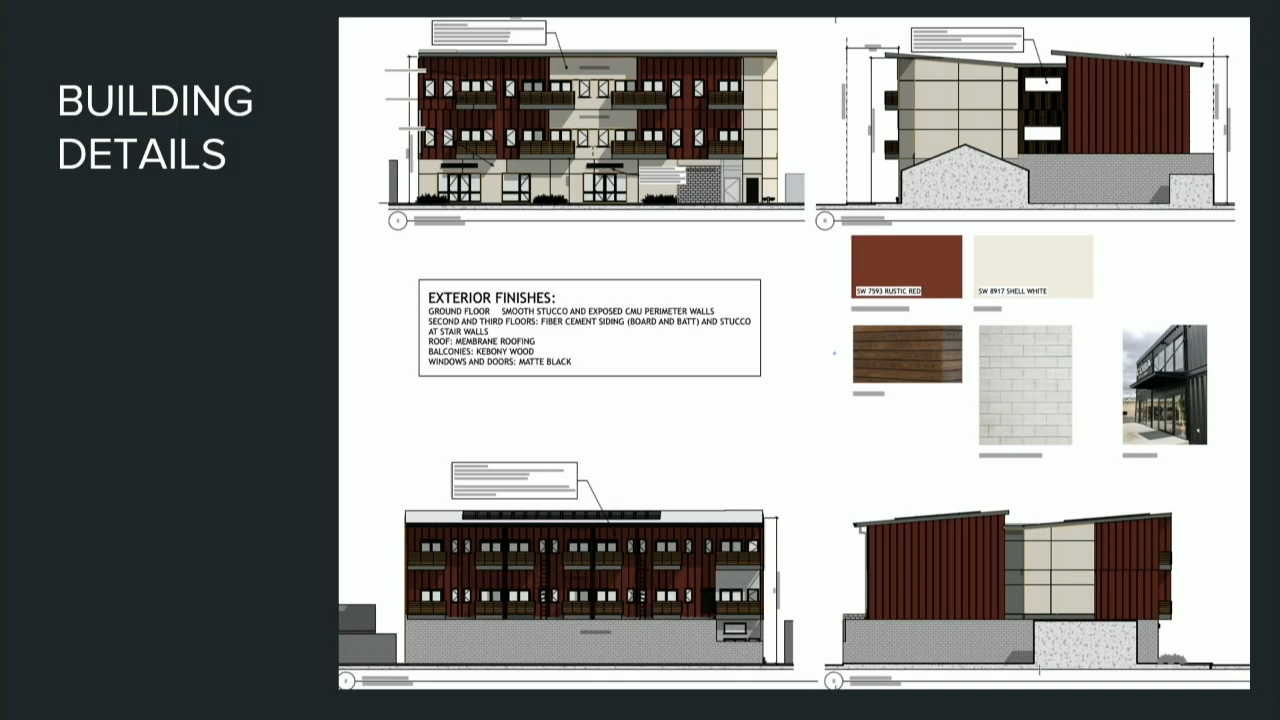 BUILDING
DETAILS
SW 7593 RUSTIC RED
SW 8917 SHELL WHITE
EXTERIOR FINISHES:
GROUND FLOOR SMOOTH STUCCO AND EXPOSED CMU PERIMETER WALLS
SECOND AND THIRD FLOORS: FIBER CEMENT SIDING (BOARD AND BATT) AND STUCCO
AT STAIR WALLS
ROOF: MEMBRANE ROOFING
BALCONIES: KEBONY WOOD
WINDOWS AND DOORS: MATTE BLACK